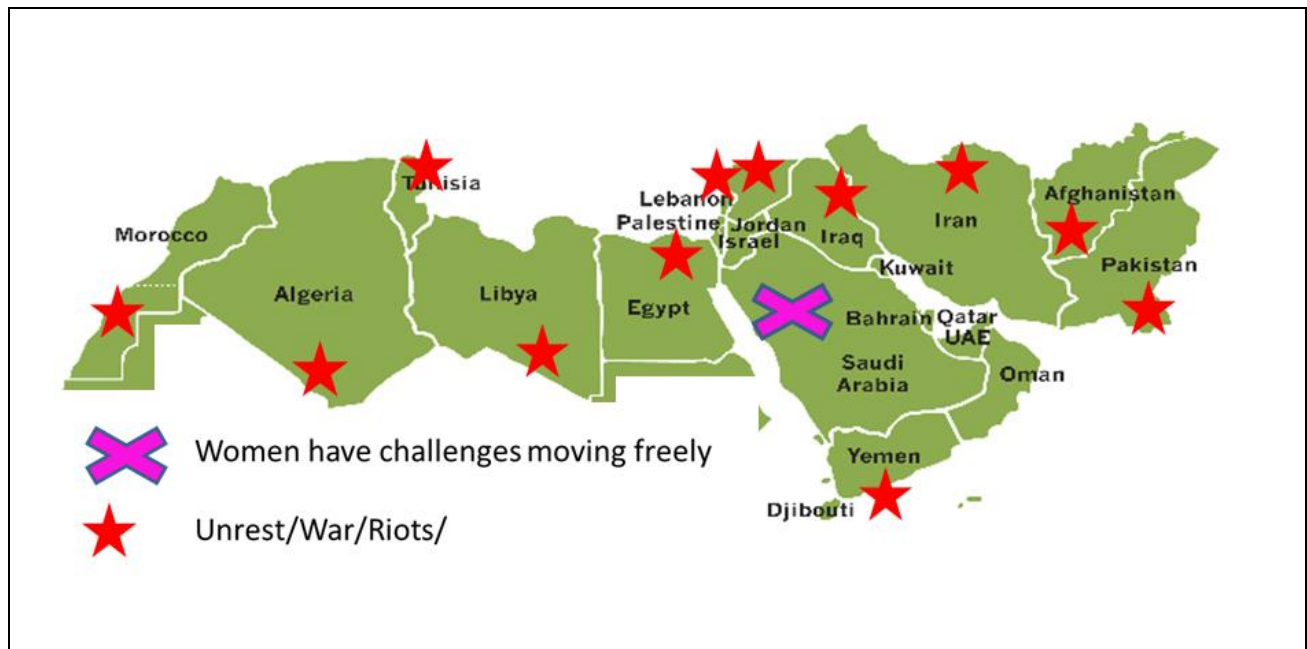 Tunisia
Morocco
Algeria
Libya
Egypt
Lebanon
Palestine
Israel
Jordan
Iraq
Iran
Afghanistan
Pakistan
Kuwait
Bahrain
Qatar
UAE
Saudi
Arabia
Oman
Yemen
Djibouti
Women have challenges moving freely
Unrest/War/Riots/